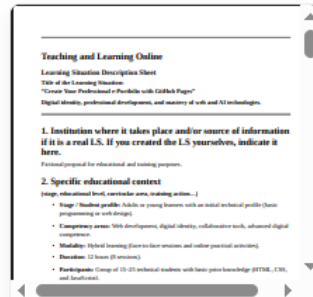 Teaching and Learning Online
Learning Situation Description Sheet
Title of the Learning Situation:
"Create Your Professional e-Portfolio with GitHub Pages"
Digital identity, professional development, and mastery of web and AI technologies.
1. Institution where it takes place and/or source of information
if it is a real LS. If you created the LS yourselves, indicate it
here.
Fictional proposal for educational and training purposes.
2. Specific educational context
(stage, educational level, curricular area, training action...)
• Stage / Student profile: Adults or young learners with an initial technical profile (basic
programming or web design).
• Competency areas: Web development, digital identity, collaborative tools, advanced digital
competence.
• Modality: Hybrid learning (face-to-face sessions and online practical activities).
• Duration: 12 hours (8 sessions).
• Participants: Group of 15–25 technical students with basic prior knowledge (HTML, CSS,
and JavaScript).